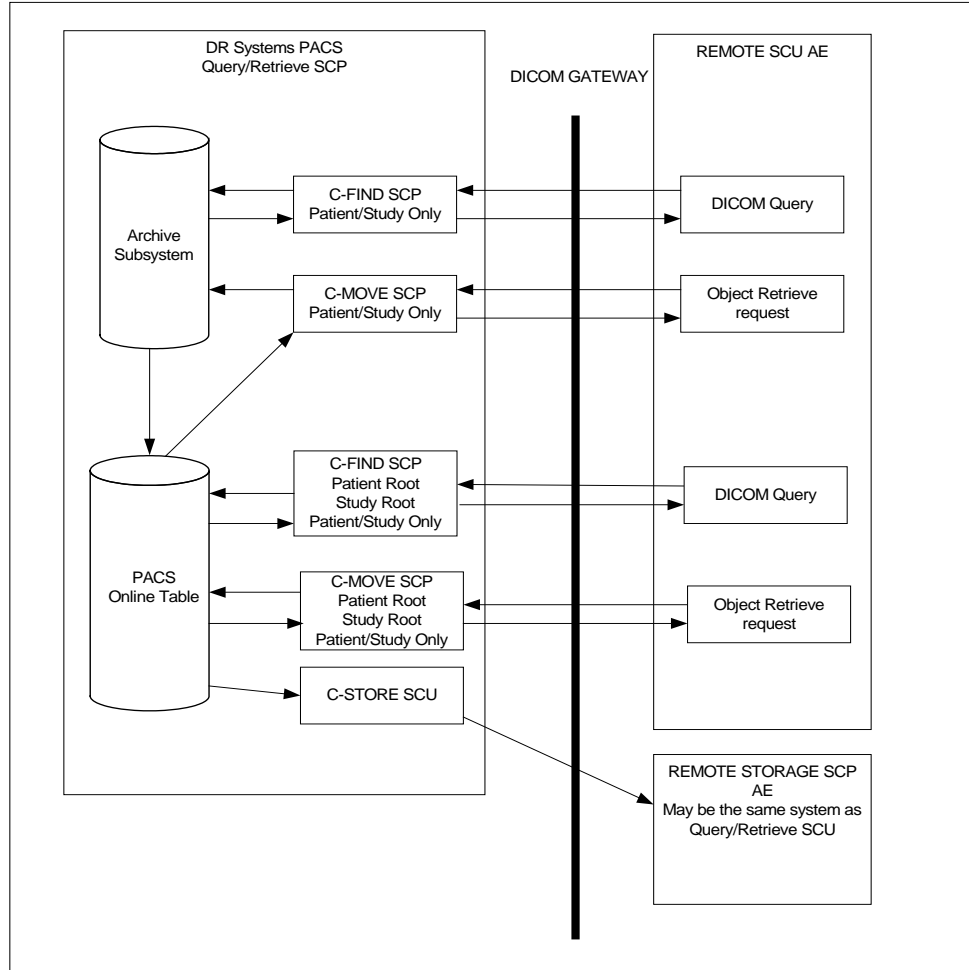 DR Systems PACS
Query/Retrieve SCP
DICOM GATEWAY
REMOTE SCU AE
Archive
Subsystem
C-FIND SCP
Patient/Study Only
DICOM Query
C-MOVE SCP
Patient/Study Only
Object Retrieve
request
PACS
Online Table
C-FIND SCP
Patient Root
Study Root
Patient/Study Only
DICOM Query
C-MOVE SCP
Patient Root
Study Root
Patient/Study Only
Object Retrieve
request
C-STORE SCU
REMOTE STORAGE SCP
AE
May be the same system as
Query/Retrieve SCU